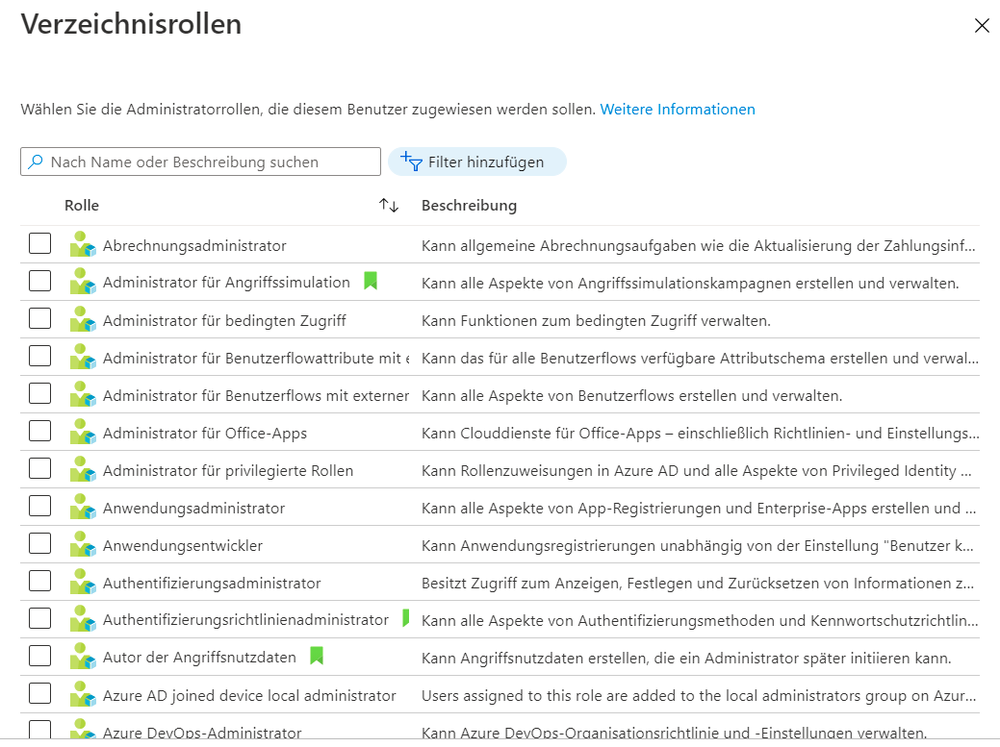 Verzeichnisrollen
Wählen Sie die Administratorrollen, die diesem Benutzer zugewiesen werden sollen. Weitere Informationen
Nach Name oder Beschreibung suchen Filter hinzufügen
Rolle Beschreibung
Abrechnungsadministrator Kann allgemeine Abrechnungsaufgaben wie die Aktualisierung der Zahlungsinf...
Administrator für Angriffssimulation Kann alle Aspekte von Angriffssimulationskampagnen erstellen und verwalten.
Administrator für bedingten Zugriff Kann Funktionen zum bedingten Zugriff verwalten.
Administrator für Benutzerflowattribute mit e Kann das für alle Benutzerflows verfügbare Attributschema erstellen und verwal...
Administrator für Benutzerflows mit externer Kann alle Aspekte von Benutzerflows erstellen und verwalten.
Administrator für Office-Apps Kann Clouddienste für Office-Apps – einschließlich Richtlinien- und Einstellungs...
Administrator für privilegierte Rollen Kann Rollenzuweisungen in Azure AD und alle Aspekte von Privileged Identity ...
Anwendungsadministrator Kann alle Aspekte von App-Registrierungen und Enterprise-Apps erstellen und ...
Anwendungsentwickler Kann Anwendungsregistrierungen unabhängig von der Einstellung "Benutzer k...
Authentifizierungsadministrator Besitzt Zugriff zum Anzeigen, Festlegen und Zurücksetzen von Informationen z...
Authentifizierungsrichtlinienadministrator Kann alle Aspekte von Authentifizierungsmethoden und Kennwortschutzrichtlin...
Autor der Angriffsnutzdaten Kann Angriffsnutzdaten erstellen, die ein Administrator später initiieren kann.
Azure AD joined device local administrator Users assigned to this role are added to the local administrators group on Azur...
Azure DevOps-Administrator Kann Azure DevOps-Organisationsrichtlinie und -Einstellungen verwalten.